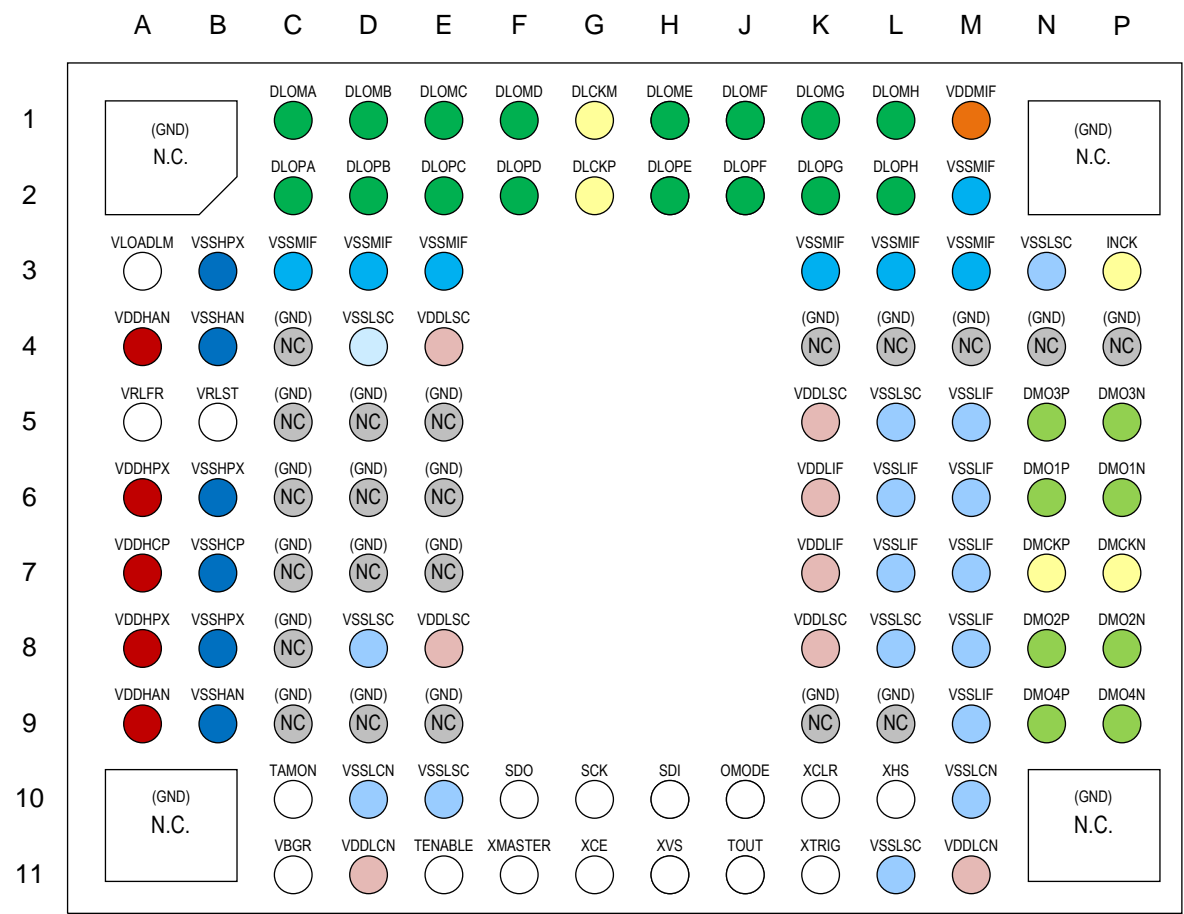 A B C D E F G H J K L M N P
DLOMA DLOMB DLOMC DLOMD DLCKM DLOME DLOMF DLOMG DLOMH VDDMIF
1
(GND) (GND)
N.C. N.C.
DLOPA DLOPB DLOPC DLOPD DLCKP DLOPE DLOPF DLOPG DLOPH VSSMIF
2
VLOADLM VSSHPX VSSMIF VSSMIF VSSMIF VSSMIF VSSMIF VSSMIF VSSLSC INCK
3
VDDHAN VSSHAN (GND) VSSLSC VDDLSC (GND) (GND) (GND) (GND) (GND)
4 NC NC NC NC NC NC
VRLFR VRLST (GND) (GND) (GND) VDDLSC VSSLSC VSSLIF DMO3P DMO3N
5 NC NC NC
VDDHPX VSSHPX (GND) (GND) (GND) VDDLIF VSSLIF VSSLIF DMO1P DMO1N
6 NC NC NC
VDDHCP VSSHCP (GND) (GND) (GND) VDDLIF VSSLIF VSSLIF DMCKP DMCKN
7 NC NC NC
VDDHPX VSSHPX (GND) VSSLSC VDDLSC VDDLSC VSSLSC VSSLIF DMO2P DMO2N
8 NC
VDDHAN VSSHAN (GND) (GND) (GND) (GND) (GND) VSSLIF DMO4P DMO4N
9 NC NC NC NC NC
TAMON VSSLCN VSSLSC SDO SCK SDI OMODE XCLR XHS VSSLCN
10
(GND) (GND)
N.C. N.C.
VBGR VDDLCN TENABLE XMASTER XCE XVS TOUT XTRIG VSSLSC VDDLCN
11